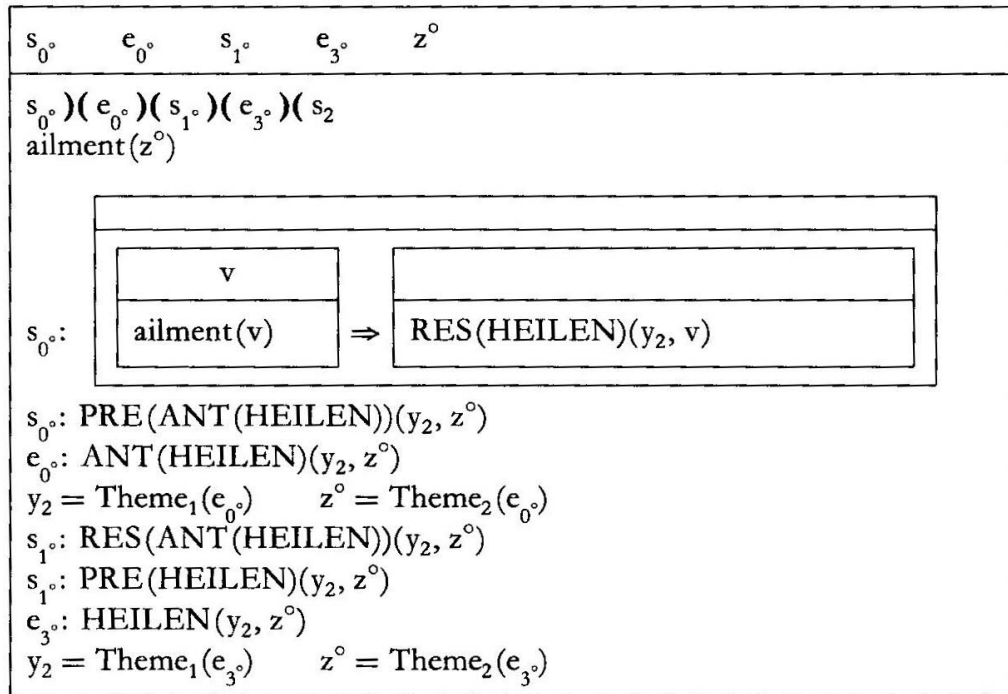 s₀° e₀° s₁° e₃° z°
s₀° )( e₀° )( s₁° )( e₃° )( s₂
ailment(z°)
v
s₀°: ailment(v) ⇒ RES(HEILEN)(y₂, v)
s₀°: PRE(ANT(HEILEN))(y₂, z°)
e₀°: ANT(HEILEN)(y₂, z°)
y₂ = Theme₁(e₀°) z° = Theme₂(e₀°)
s₁°: RES(ANT(HEILEN))(y₂, z°)
s₁°: PRE(HEILEN)(y₂, z°)
e₃°: HEILEN(y₂, z°)
y₂ = Theme₁(e₃°) z° = Theme₂(e₃°)